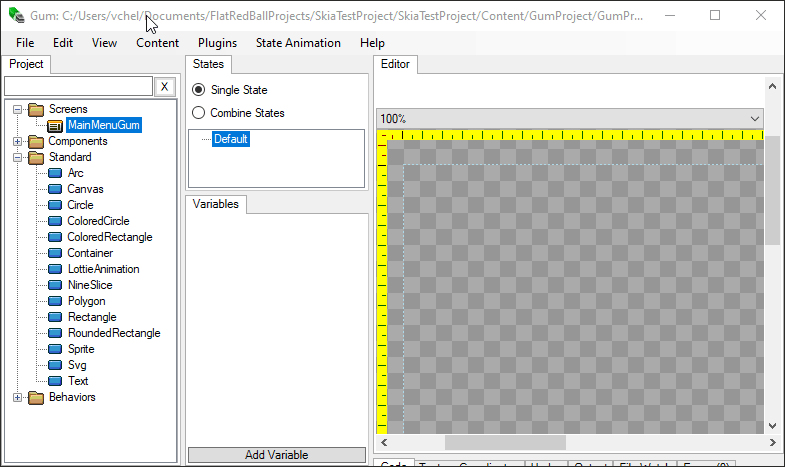 Gum: C:/Users/vchel/Documents/FlatRedBallProjects/SkiaTestProject/SkiaTestProject/Content/GumProject/GumPr...
File Edit View Content Plugins State Animation Help
Project
X
Screens
MainMenuGum
Components
Standard
Arc
Canvas
Circle
ColoredCircle
ColoredRectangle
Container
LottieAnimation
NineSlice
Polygon
Rectangle
RoundedRectangle
Sprite
Svg
Text
Behaviors
States
Single State
Combine States
Default
Variables
Add Variable
Editor
100%
Code